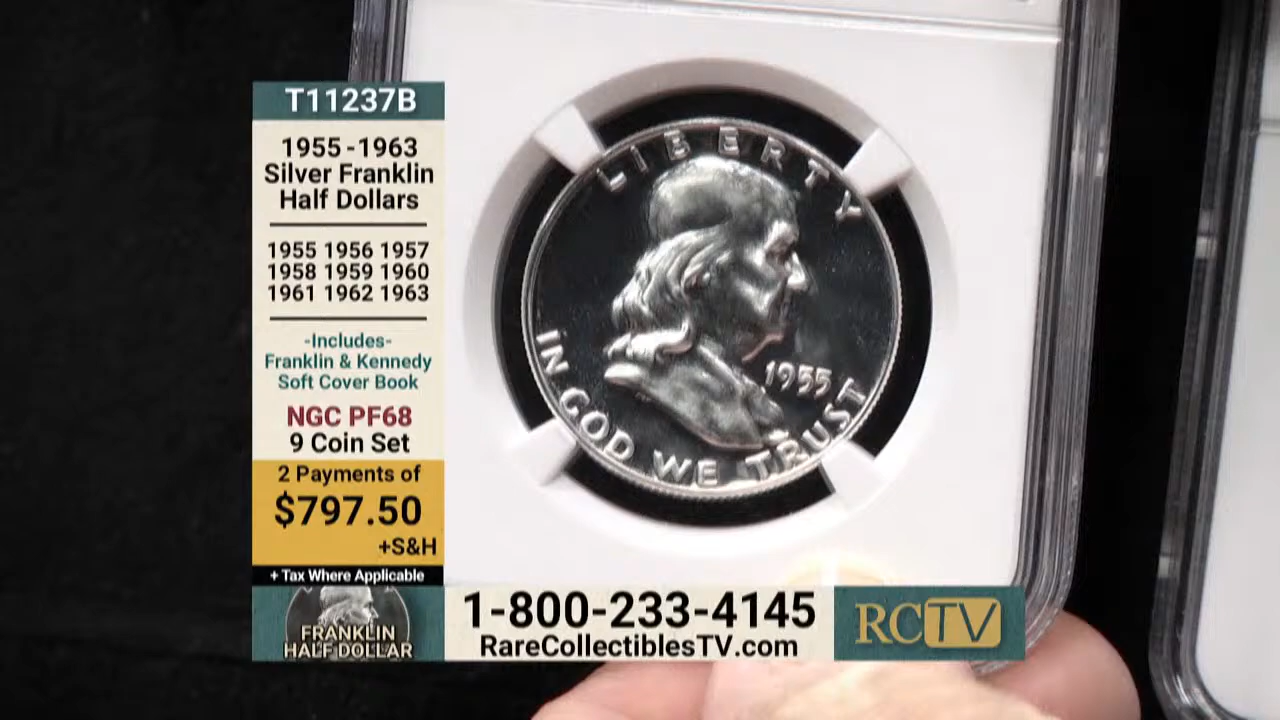 T11237B
1955-1963
Silver Franklin
Half Dollars
1955 1956 1957
1958 1959 1960
1961 1962 1963
-Includes-
Franklin & Kennedy
Soft Cover Book
NGC PF68
9 Coin Set
2 Payments of
$797.50
+S&H
+ Tax Where Applicable
FRANKLIN
HALF DOLLAR
1-800-233-4145
RareCollectiblesTV.com
RCTV
LIBERTY
1955
IN GOD WE TRUST